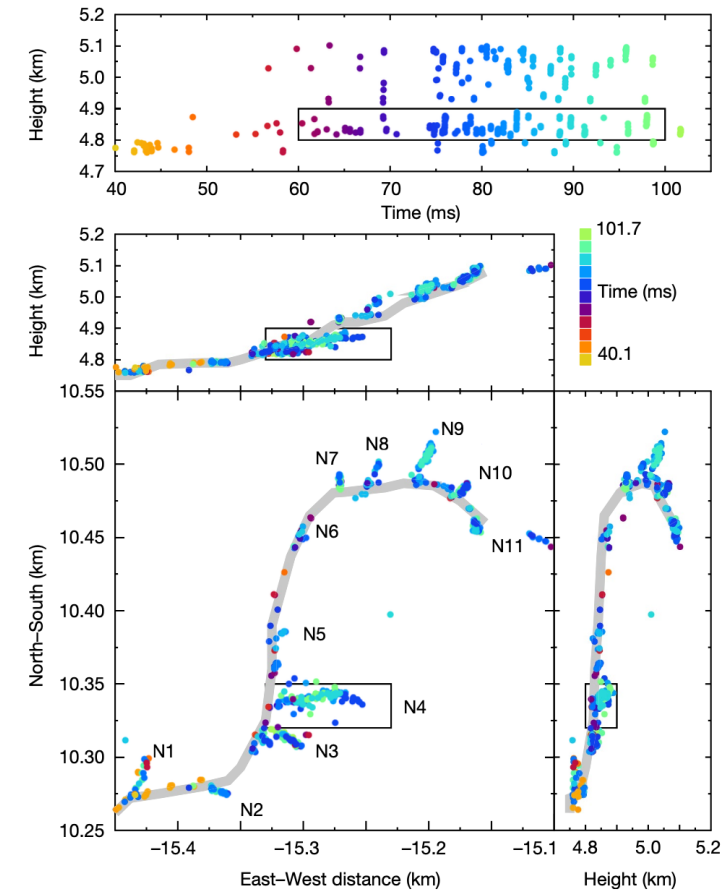 5.2
5.1
5.0
4.9
4.8
4.7
Height (km)
40 50 60 70 80 90 100
Time (ms)
5.2
5.1
5.0
4.9
4.8
Height (km)
101.7
Time (ms)
40.1
10.55
10.50
10.45
10.40
10.35
10.30
10.25
North–South (km)
N9
N8
N7
N10
N6
N11
N5
N4
N3
N1
N2
−15.4 −15.3 −15.2 −15.1
East–West distance (km)
4.8 5.0 5.2
Height (km)